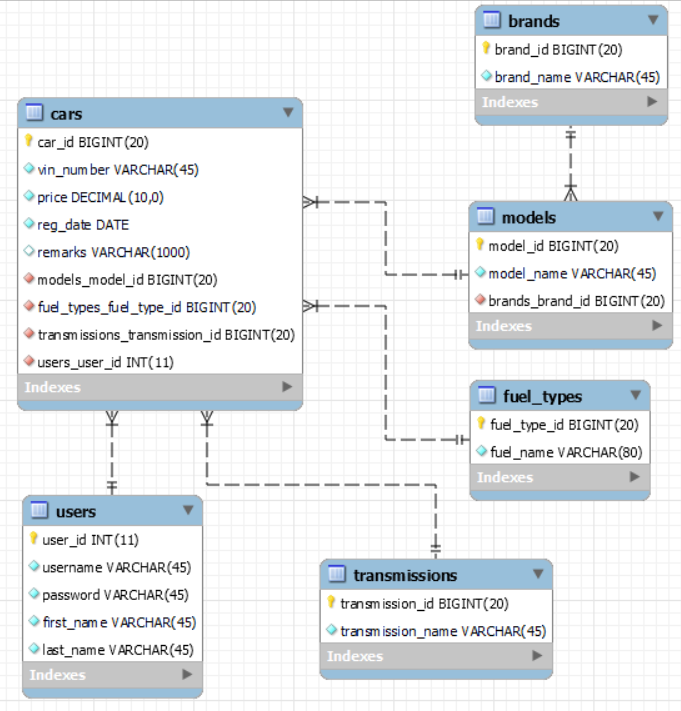 brands
brand_id BIGINT(20)
brand_name VARCHAR(45)
Indexes
cars
car_id BIGINT(20)
vin_number VARCHAR(45)
price DECIMAL(10,0)
reg_date DATE
remarks VARCHAR(1000)
models_model_id BIGINT(20)
fuel_types_fuel_type_id BIGINT(20)
transmissions_transmission_id BIGINT(20)
users_user_id INT(11)
Indexes
models
model_id BIGINT(20)
model_name VARCHAR(45)
brands_brand_id BIGINT(20)
Indexes
fuel_types
fuel_type_id BIGINT(20)
fuel_name VARCHAR(80)
Indexes
users
user_id INT(11)
username VARCHAR(45)
password VARCHAR(45)
first_name VARCHAR(45)
last_name VARCHAR(45)
Indexes
transmissions
transmission_id BIGINT(20)
transmission_name VARCHAR(45)
Indexes